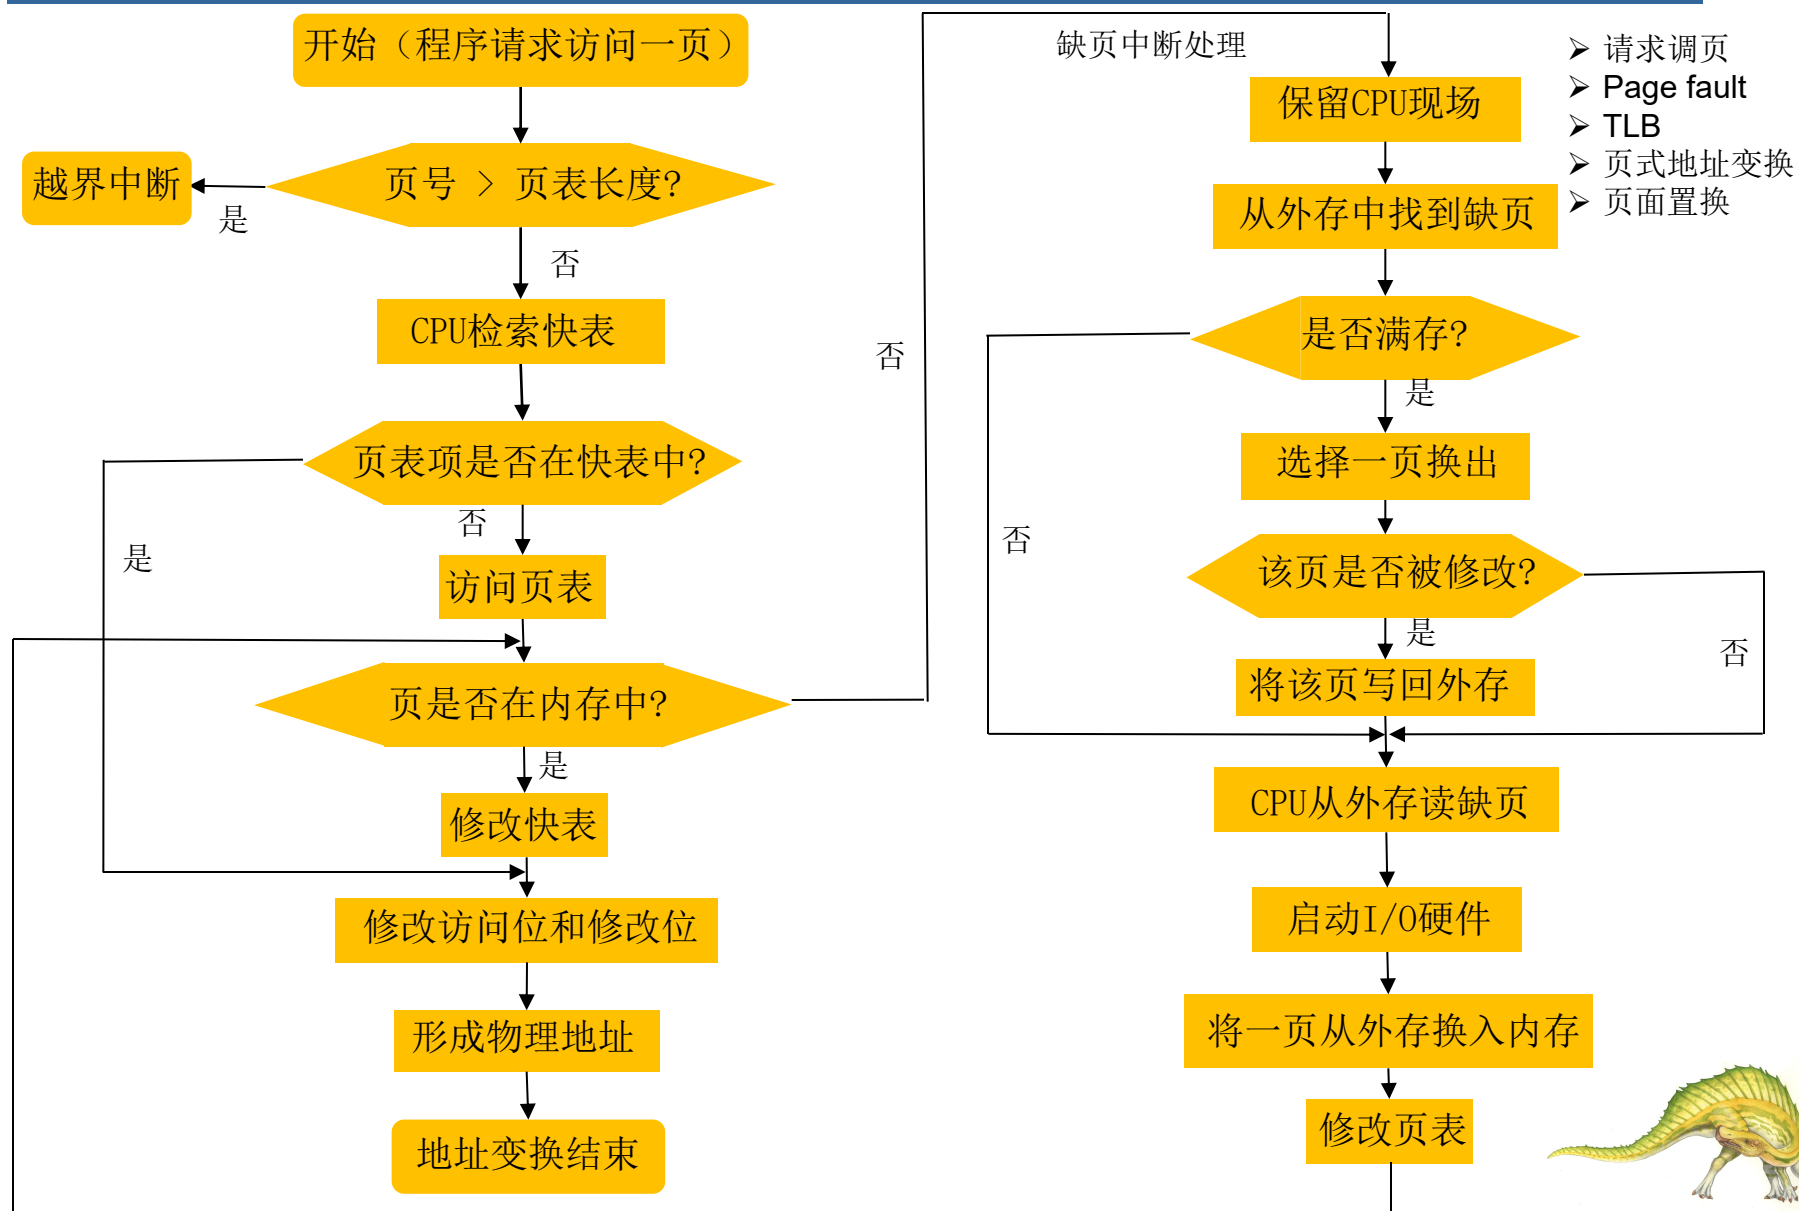 开始（程序请求访问一页）
越界中断
是
页号 > 页表长度?
否
CPU检索快表
页表项是否在快表中?
是
否
访问页表
页是否在内存中?
否
是
修改快表
修改访问位和修改位
形成物理地址
地址变换结束
缺页中断处理
保留CPU现场
从外存中找到缺页
是否满存?
否
是
选择一页换出
该页是否被修改?
是
否
将该页写回外存
CPU从外存读缺页
启动I/O硬件
将一页从外存换入内存
修改页表
➢ 请求调页
➢ Page fault
➢ TLB
➢ 页式地址变换
➢ 页面置换